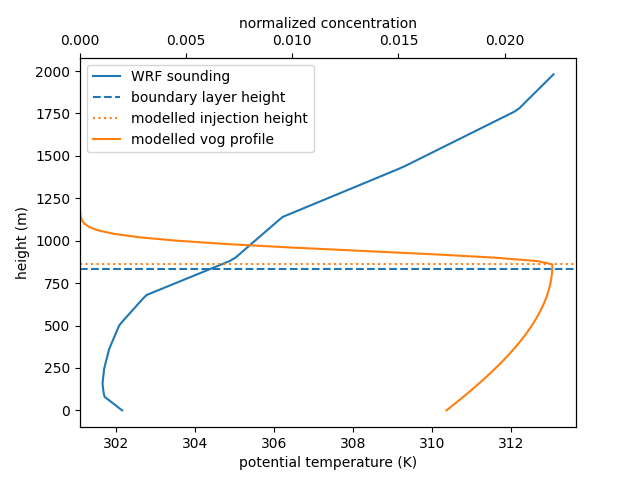 normalized concentration
0.000 0.005 0.010 0.015 0.020
WRF sounding
boundary layer height
modelled injection height
modelled vog profile
2000
1750
1500
1250
1000
750
500
250
0
height (m)
302 304 306 308 310 312
potential temperature (K)